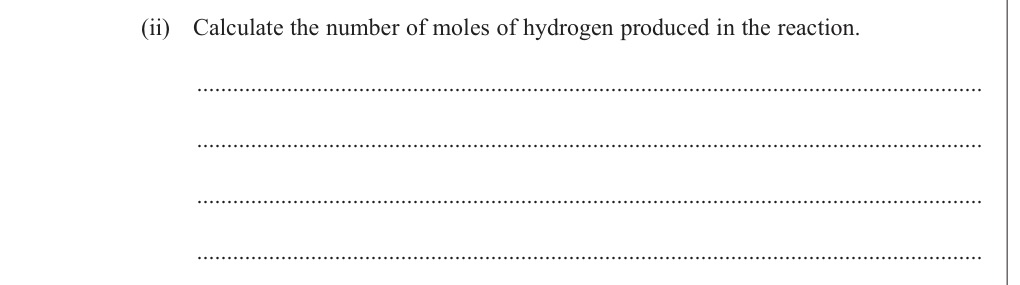 (ii) Calculate the number of moles of hydrogen produced in the reaction.